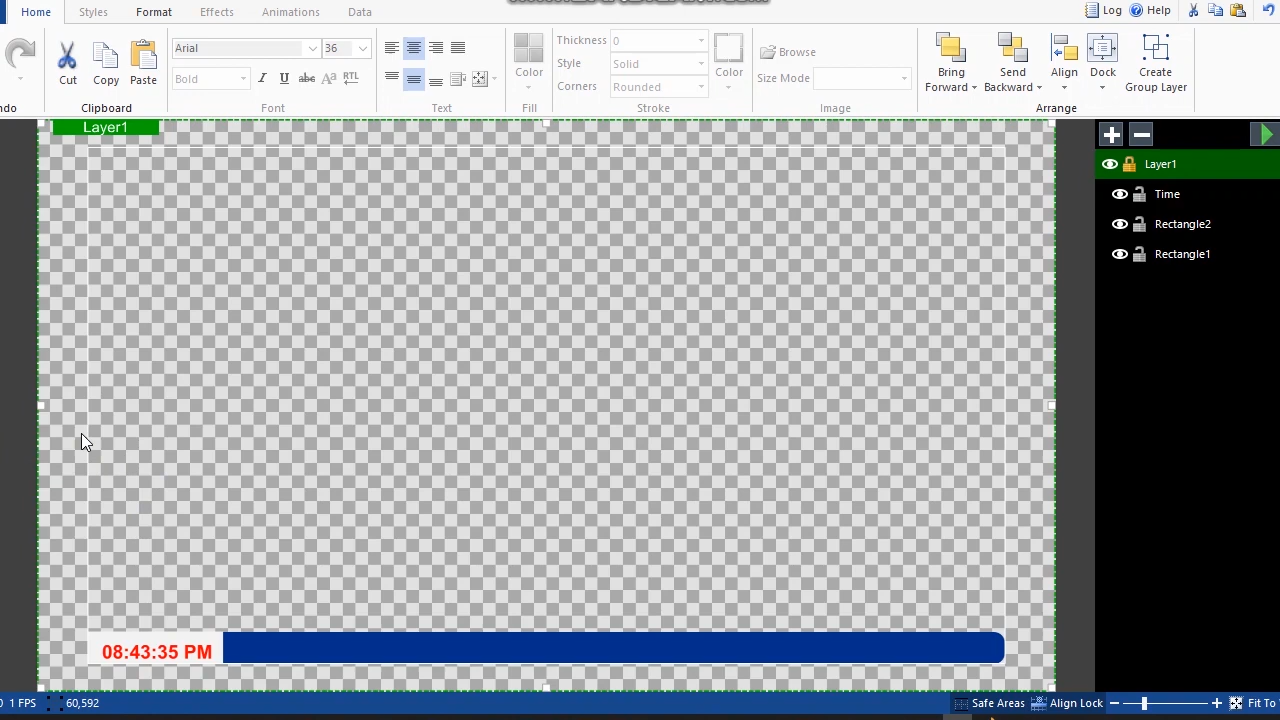 Home Styles Format Effects Animations Data Log Help
Arial 36 Thickness 0 Browse
Bold abc Aa RTL Style Solid Size Mode
Cut Copy Paste Color Corners Rounded Color Bring Forward Send Backward Align Dock Create Group Layer
Clipboard Font Text Fill Stroke Image Arrange
Layer1
Layer1
Time
Rectangle2
Rectangle1
08:43:35 PM
1 FPS 60,592 Safe Areas Align Lock Fit To